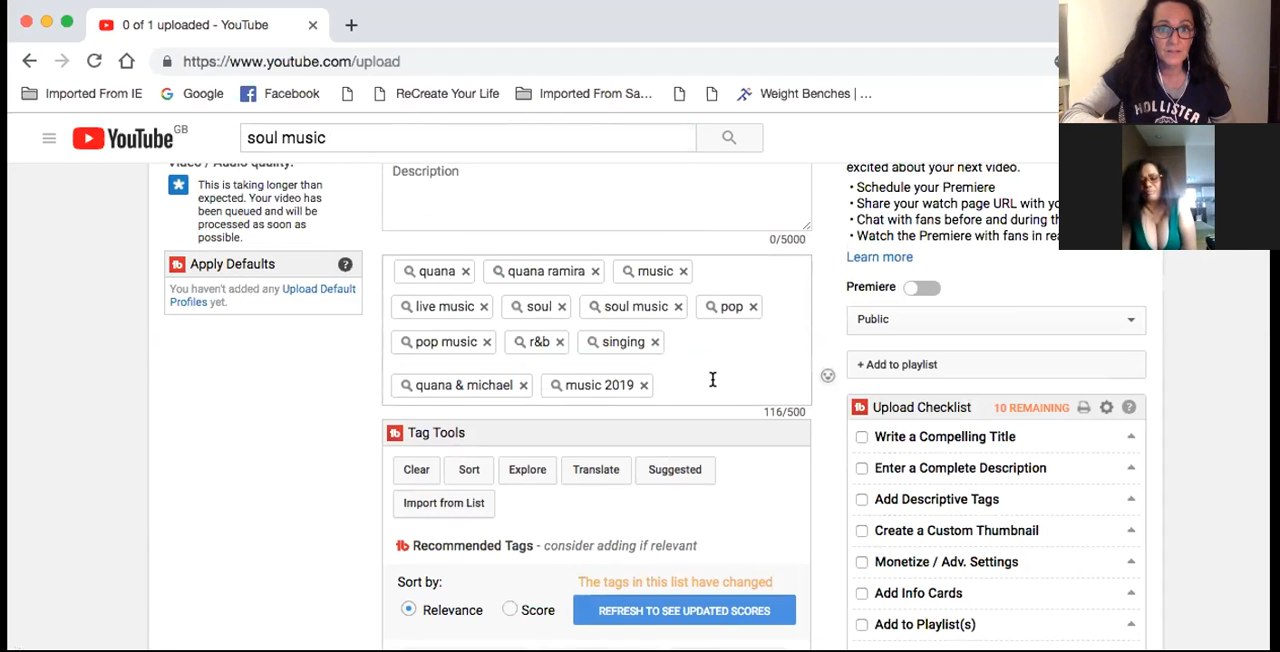 0 of 1 uploaded - YouTube
https://www.youtube.com/upload
Imported From IE
Google
Facebook
ReCreate Your Life
Imported From Sa...
Weight Benches | ...
YouTube GB
soul music
Video / Audio quality:
This is taking longer than
expected. Your video has
been queued and will be
processed as soon as
possible.
Apply Defaults
?
You haven't added any Upload Default
Profiles yet.
Description
0/5000
quana
quana ramira
music
live music
soul
soul music
pop
pop music
r&b
singing
quana & michael
music 2019
116/500
tb Tag Tools
Clear
Sort
Explore
Translate
Suggested
Import from List
tb Recommended Tags - consider adding if relevant
Sort by:
The tags in this list have changed
Relevance
Score
REFRESH TO SEE UPDATED SCORES
excited about your next video.
• Schedule your Premiere
• Share your watch page URL with
• Chat with fans before and during
• Watch the Premiere with fans in
Learn more
Premiere
Public
+ Add to playlist
tb Upload Checklist
10 REMAINING
?
Write a Compelling Title
Enter a Complete Description
Add Descriptive Tags
Create a Custom Thumbnail
Monetize / Adv. Settings
Add Info Cards
Add to Playlist(s)
HOLLISTER